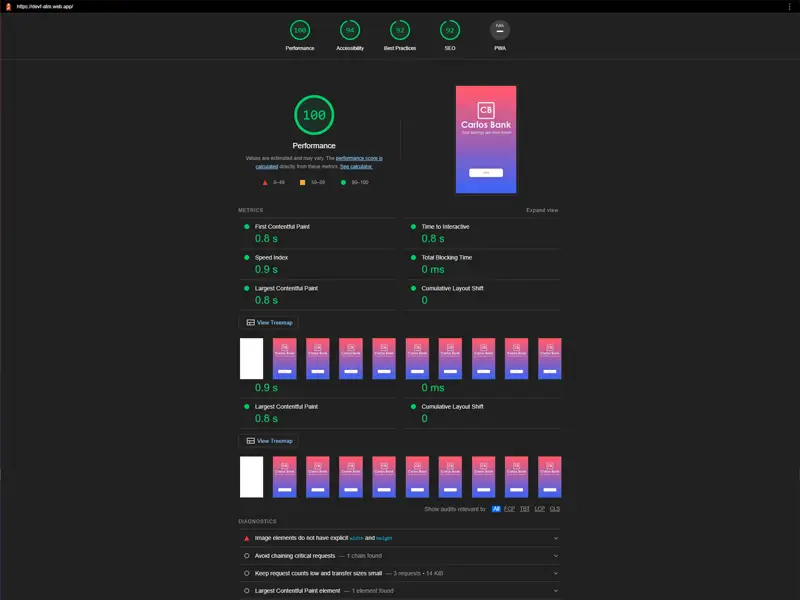 https://devf-alm.web.app/
100
94
92
92
PWA
Performance
Accessibility
Best Practices
SEO
PWA
100
Performance
Values are estimated and may vary. The performance score is
calculated directly from these metrics. See calculator.
0–49
50–89
90–100
CB
Carlos Bank
METRICS
Expand view
First Contentful Paint
0.8 s
Time to Interactive
0.8 s
Speed Index
0.9 s
Total Blocking Time
0 ms
Largest Contentful Paint
0.8 s
Cumulative Layout Shift
0
View Treemap
0.9 s
0 ms
Largest Contentful Paint
0.8 s
Cumulative Layout Shift
0
View Treemap
Show audits relevant to: All FCP TBT LCP CLS
DIAGNOSTICS
Image elements do not have explicit width and height
Avoid chaining critical requests — 1 chain found
Keep request counts low and transfer sizes small — 3 requests • 14 KiB
Largest Contentful Paint element — 1 element found